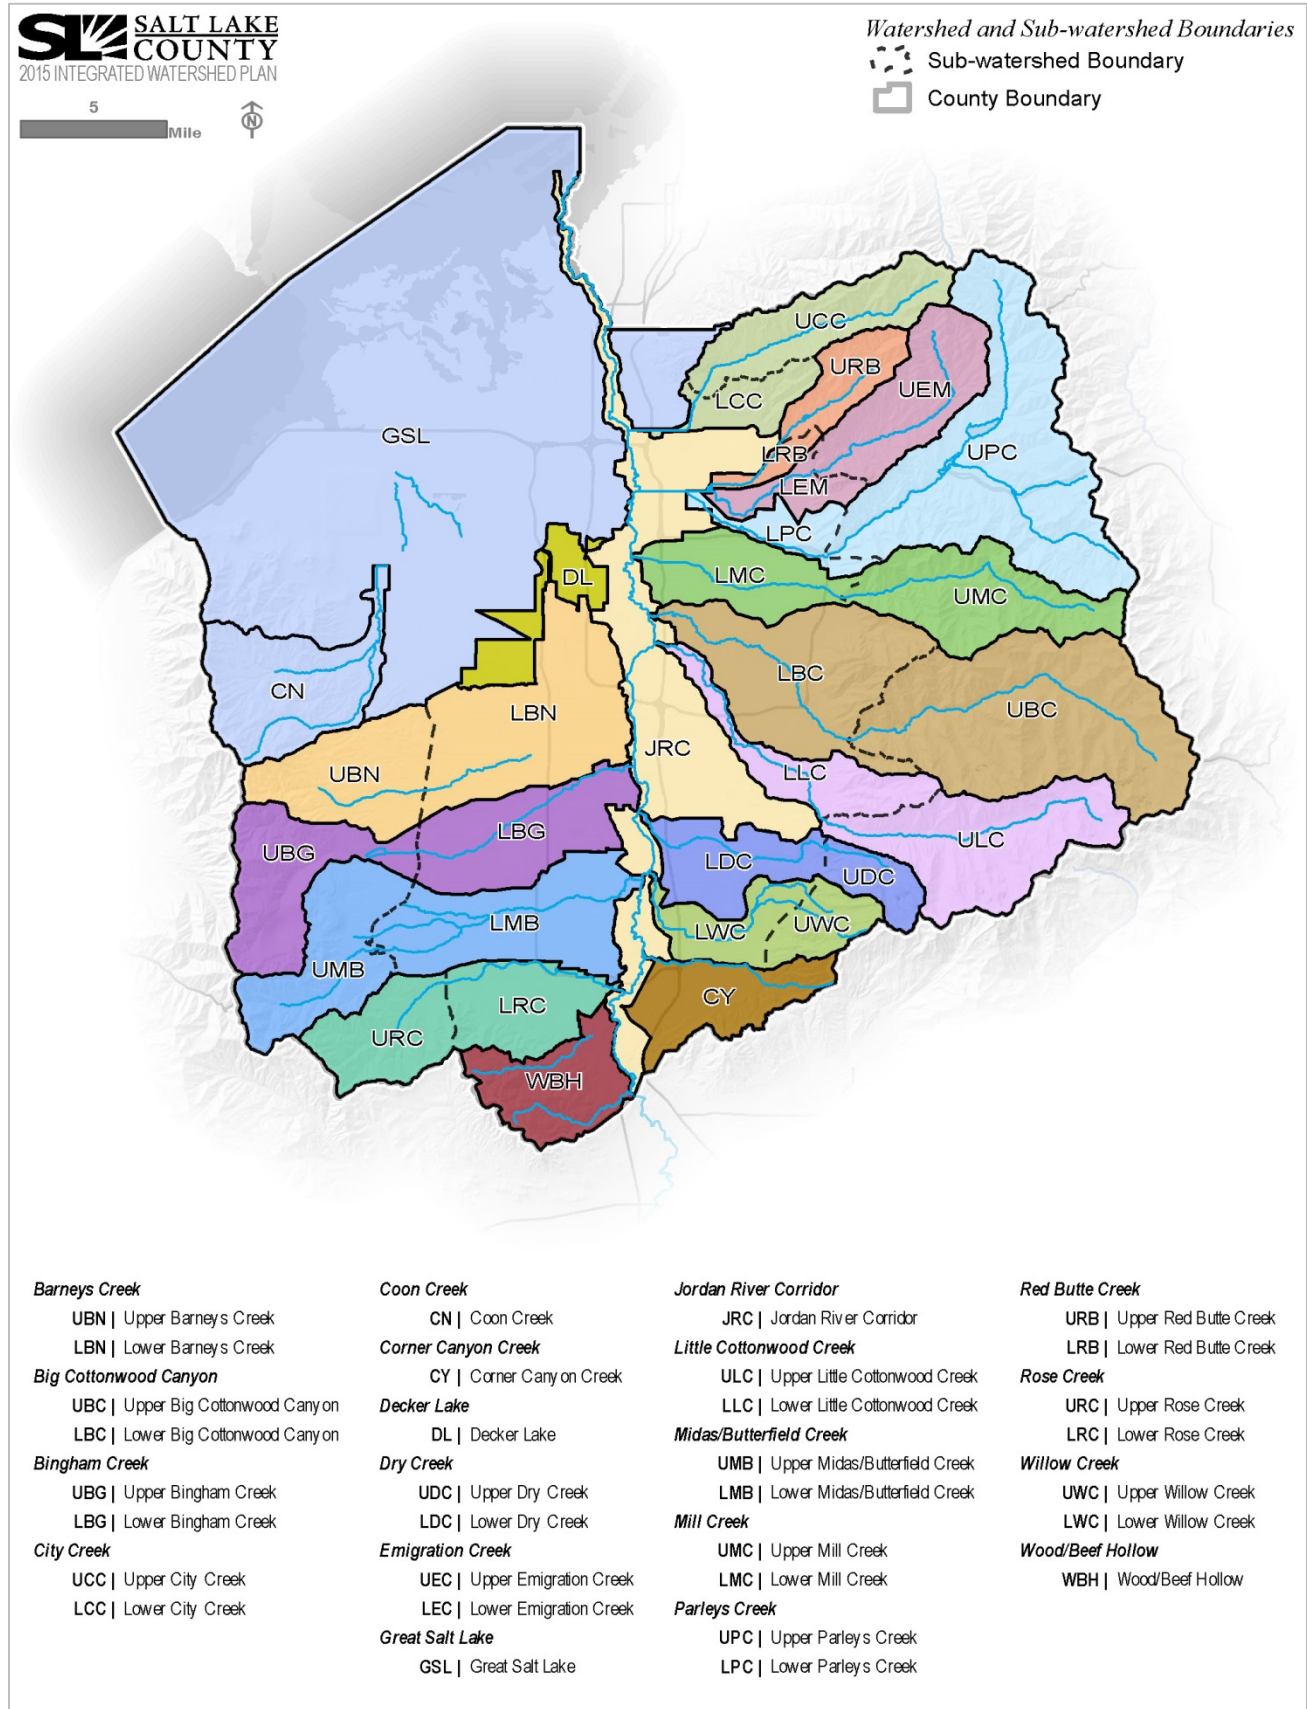 SL SALT LAKE
COUNTY
2015 INTEGRATED WATERSHED PLAN
5
Mile
N
Watershed and Sub-watershed Boundaries
Sub-watershed Boundary
County Boundary
UCC
URB
UEM
LCC
GSL
LRB
UPC
LEM
LPC
DL
LMC
UMC
CN
LBC
LBN
UBC
JRC
UBN
LLC
LBG
UBG
ULC
LDC
UDC
LMB
LWC
UWC
UMB
CY
LRC
URC
WBH
Barneys Creek
UBN | Upper Barneys Creek
LBN | Lower Barneys Creek
Big Cottonwood Canyon
UBC | Upper Big Cottonwood Canyon
LBC | Lower Big Cottonwood Canyon
Bingham Creek
UBG | Upper Bingham Creek
LBG | Lower Bingham Creek
City Creek
UCC | Upper City Creek
LCC | Lower City Creek
Coon Creek
CN | Coon Creek
Corner Canyon Creek
CY | Corner Canyon Creek
Decker Lake
DL | Decker Lake
Dry Creek
UDC | Upper Dry Creek
LDC | Lower Dry Creek
Emigration Creek
UEC | Upper Emigration Creek
LEC | Lower Emigration Creek
Great Salt Lake
GSL | Great Salt Lake
Jordan River Corridor
JRC | Jordan River Corridor
Little Cottonwood Creek
ULC | Upper Little Cottonwood Creek
LLC | Lower Little Cottonwood Creek
Midas/Butterfield Creek
UMB | Upper Midas/Butterfield Creek
LMB | Lower Midas/Butterfield Creek
Mill Creek
UMC | Upper Mill Creek
LMC | Lower Mill Creek
Parleys Creek
UPC | Upper Parleys Creek
LPC | Lower Parleys Creek
Red Butte Creek
URB | Upper Red Butte Creek
LRB | Lower Red Butte Creek
Rose Creek
URC | Upper Rose Creek
LRC | Lower Rose Creek
Willow Creek
UWC | Upper Willow Creek
LWC | Lower Willow Creek
Wood/Beef Hollow
WBH | Wood/Beef Hollow